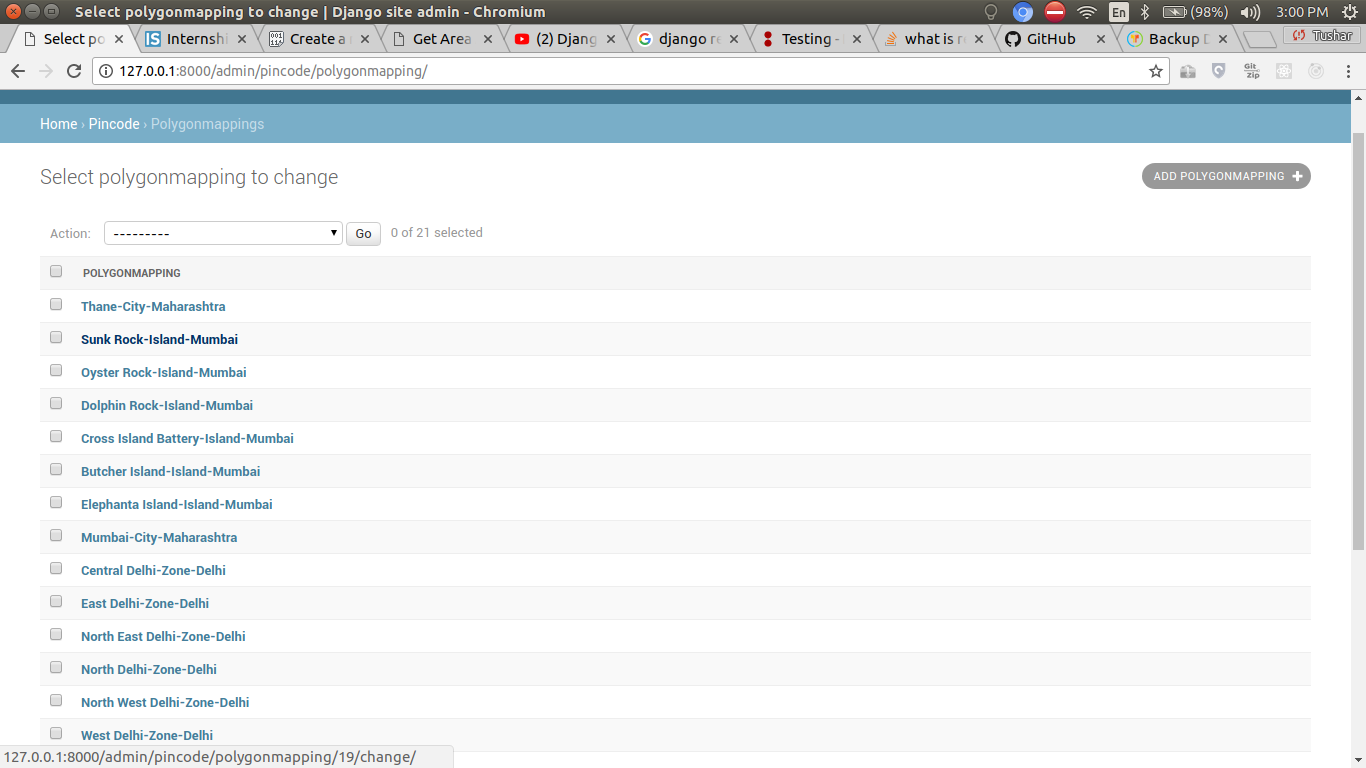 Select polygonmapping to change | Django site admin - Chromium
En
(98%)
3:00 PM
Select po
Internshi
Create a
Get Area
(2) Djang
django re
Testing -
what is re
GitHub
Backup D
Tushar
127.0.0.1:8000/admin/pincode/polygonmapping/
Git Zip
Home › Pincode › Polygonmappings
Select polygonmapping to change
ADD POLYGONMAPPING +
Action: --------- Go 0 of 21 selected
POLYGONMAPPING
Thane-City-Maharashtra
Sunk Rock-Island-Mumbai
Oyster Rock-Island-Mumbai
Dolphin Rock-Island-Mumbai
Cross Island Battery-Island-Mumbai
Butcher Island-Island-Mumbai
Elephanta Island-Island-Mumbai
Mumbai-City-Maharashtra
Central Delhi-Zone-Delhi
East Delhi-Zone-Delhi
North East Delhi-Zone-Delhi
North Delhi-Zone-Delhi
North West Delhi-Zone-Delhi
West Delhi-Zone-Delhi
127.0.0.1:8000/admin/pincode/polygonmapping/19/change/